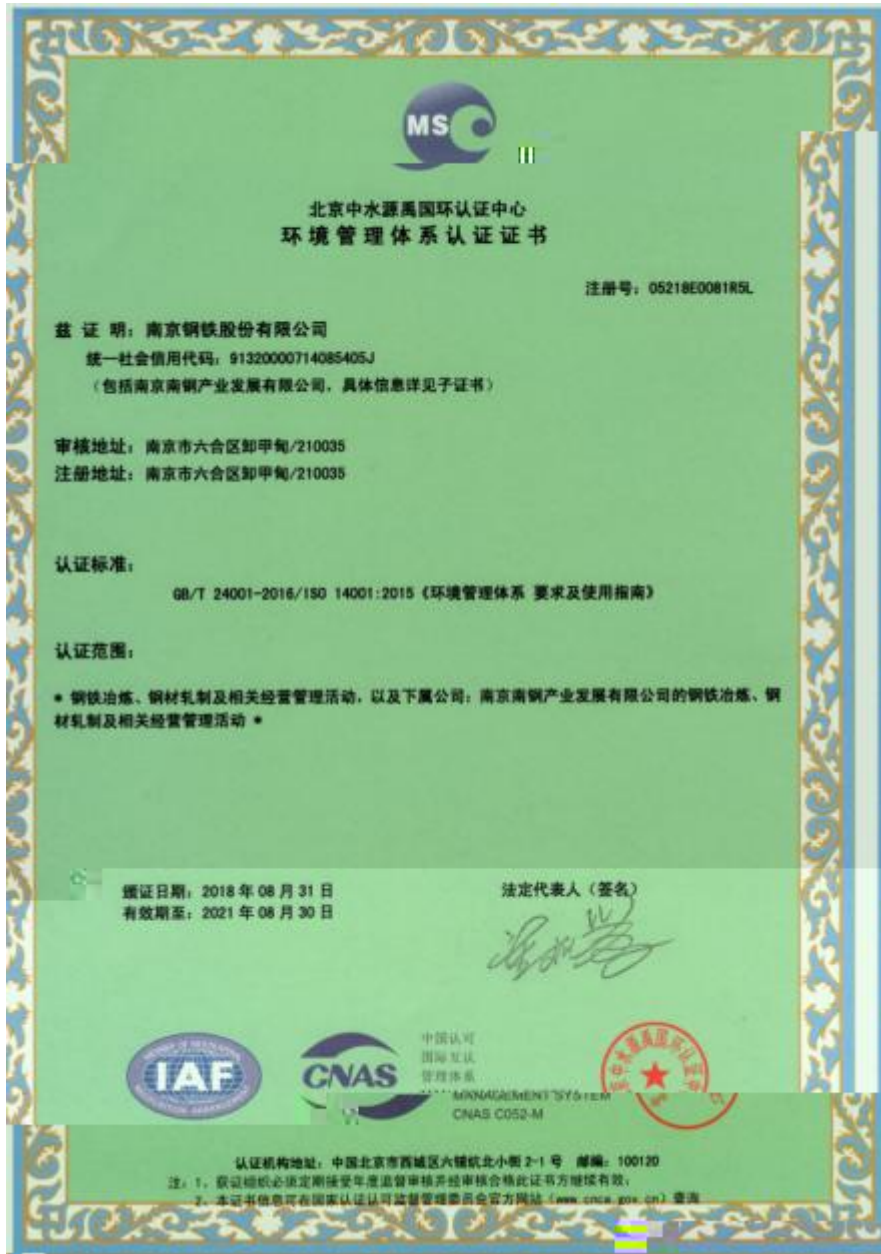 MSC
北京中水源禹国环认证中心
环境管理体系认证证书
注册号：05218E0081R5L
兹 证 明：南京钢铁股份有限公司
统一社会信用代码：91320000714085405J
（包括南京南钢产业发展有限公司，具体信息详见子证书）
审核地址：南京市六合区卸甲甸/210035
注册地址：南京市六合区卸甲甸/210035
认证标准：
GB/T 24001-2016/ISO 14001:2015《环境管理体系 要求及使用指南》
认证范围：
* 钢铁冶炼、钢材轧制及相关经营管理活动，以及下属公司：南京南钢产业发展有限公司的钢铁冶炼、钢
材轧制及相关经营管理活动 *
颁证日期：2018 年 08 月 31 日
有效期至：2021 年 08 月 30 日
法定代表人（签名）
IAF
CNAS
中国认可
国际互认
管理体系
MANAGEMENT SYSTEM
CNAS C052-M
认证机构地址：中国北京市西城区六铺炕北小街 2-1 号 邮编：100120
注：1、获证组织必须定期接受年度监督审核并经审核合格此证书方继续有效；
2、本证书信息可在国家认证认可监督管理委员会官方网站（www.cnca.gov.cn）查询